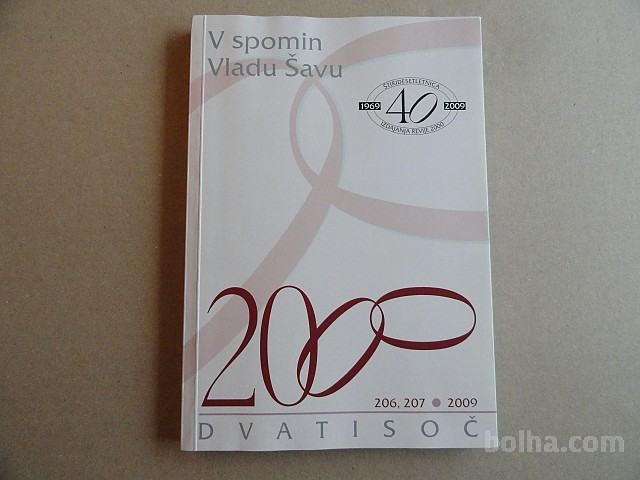 V spomin
Vladu Šavu
ŠTIRIDESETLETNICA
1969 40 2009
IZDAJANJA REVIJE 2000
2000
206, 207 ● 2009
DVATISOČ
bolha.com